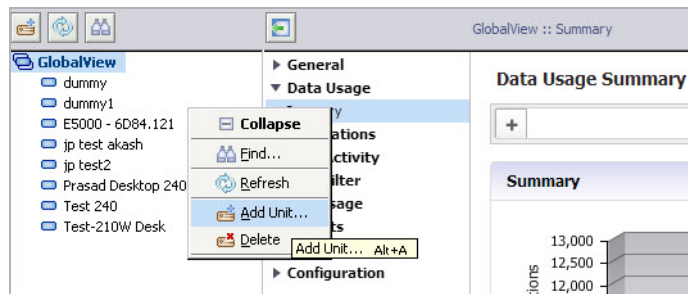 GlobalView :: Summary
GlobalView
dummy
dummy1
E5000 - 6D84.121
jp test akash
jp test2
Prasad Desktop 240
Test 240
Test-210W Desk
Collapse
Find...
Refresh
Add Unit...
Delete
Add Unit... Alt+A
General
Data Usage
ry
ations
ctivity
ilter
sage
ts
Configuration
Data Usage Summary
+
Summary
13,000
12,500
12,000
ions